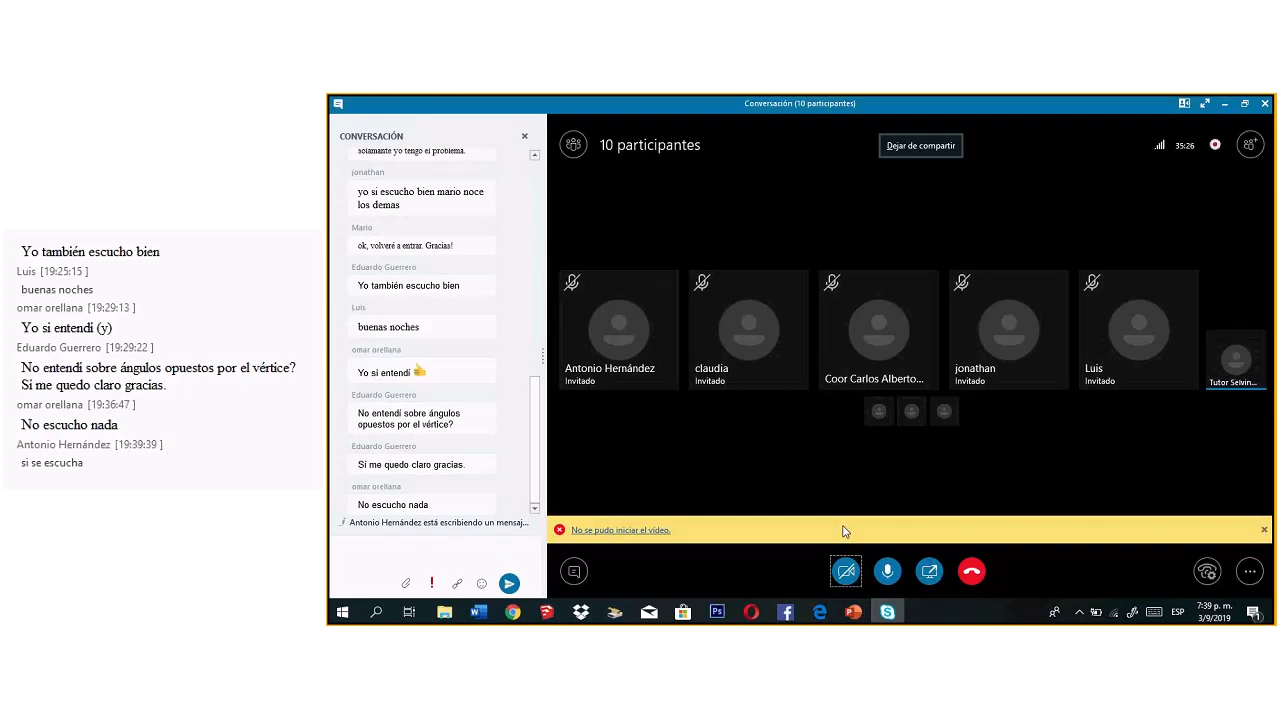 Yo también escucho bien
Luis [19:25:15 ]
buenas noches
omar orellana [19:29:13 ]
Yo si entendí (y)
Eduardo Guerrero [19:29:22 ]
No entendí sobre ángulos opuestos por el vértice?
Sí me quedo claro gracias.
omar orellana [19:36:47 ]
No escucho nada
Antonio Hernández [19:39:39 ]
si se escucha
Conversación (10 participantes)
CONVERSACIÓN
solamante yo tengo el problema.
jonathan
yo si escucho bien mario noce
los demas
Mario
ok, volveré a entrar. Gracias!
Eduardo Guerrero
Yo también escucho bien
Luis
buenas noches
omar orellana
Yo si entendí
Eduardo Guerrero
No entendí sobre ángulos
opuestos por el vértice?
Eduardo Guerrero
Sí me quedo claro gracias.
omar orellana
No escucho nada
Antonio Hernández está escribiendo un mensaj...
10 participantes
Dejar de compartir
35:26
Antonio Hernández
Invitado
claudia
Invitado
Coor Carlos Alberto...
jonathan
Invitado
Luis
Invitado
Tutor Selvin...
No se pudo iniciar el vídeo.
ESP
7:39 p. m.
3/9/2019